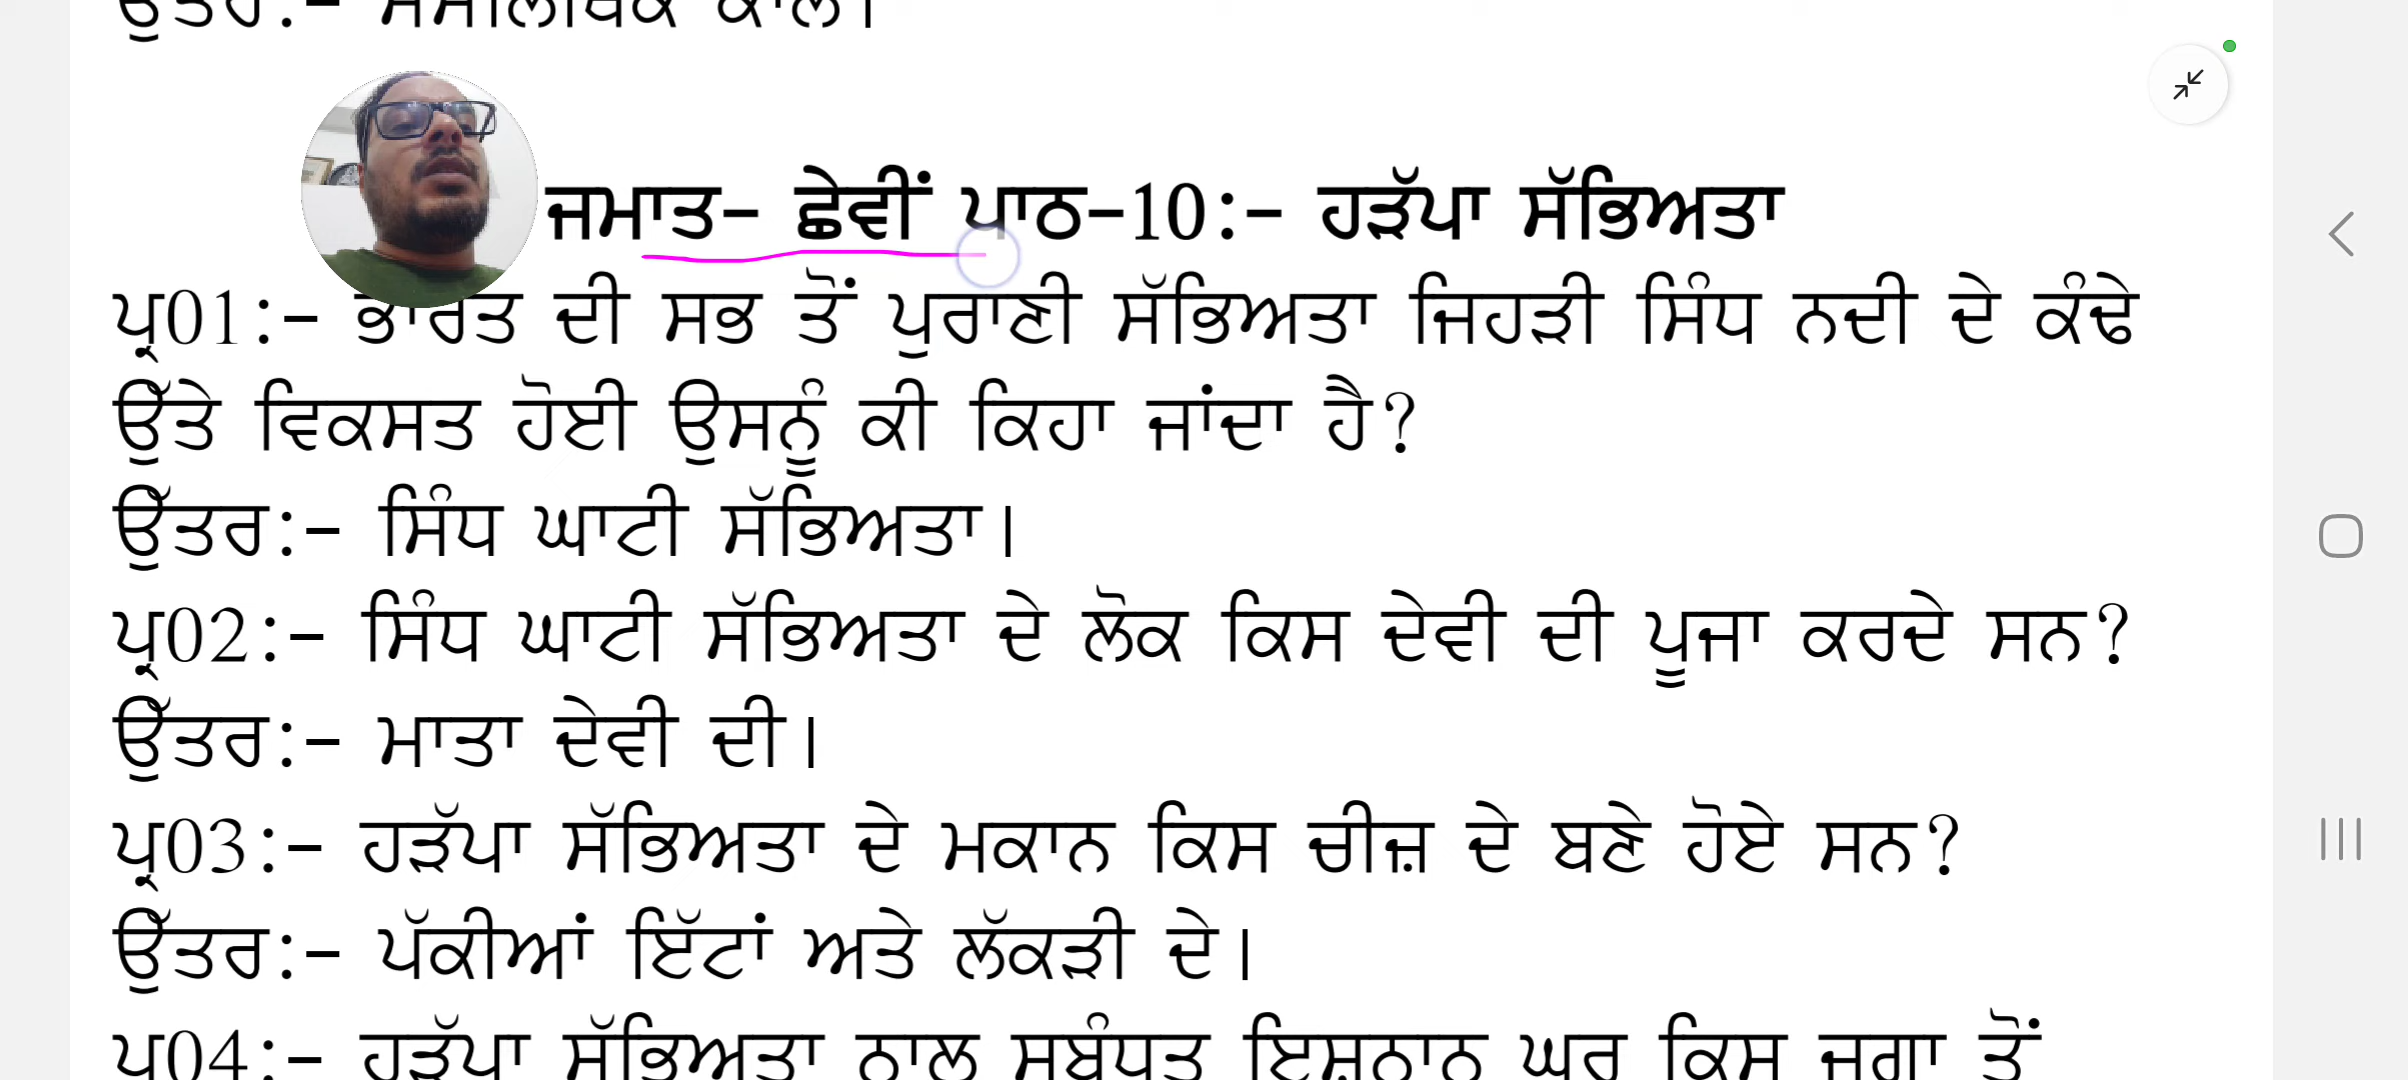 ਉੱਤਰ:-
ਜਮਾਤ- ਛੇਵੀਂ ਪਾਠ-10:- ਹੜੱਪਾ ਸੱਭਿਅਤਾ
ਪ੍ਰ01:- ਭਾਰਤ ਦੀ ਸਭ ਤੋਂ ਪੁਰਾਣੀ ਸੱਭਿਅਤਾ ਜਿਹੜੀ ਸਿੰਧ ਨਦੀ ਦੇ ਕੰਢੇ
ਉੱਤੇ ਵਿਕਸਤ ਹੋਈ ਉਸਨੂੰ ਕੀ ਕਿਹਾ ਜਾਂਦਾ ਹੈ?
ਉੱਤਰ:- ਸਿੰਧ ਘਾਟੀ ਸੱਭਿਅਤਾ।
ਪ੍ਰ02:- ਸਿੰਧ ਘਾਟੀ ਸੱਭਿਅਤਾ ਦੇ ਲੋਕ ਕਿਸ ਦੇਵੀ ਦੀ ਪੂਜਾ ਕਰਦੇ ਸਨ?
ਉੱਤਰ:- ਮਾਤਾ ਦੇਵੀ ਦੀ।
ਪ੍ਰ03:- ਹੜੱਪਾ ਸੱਭਿਅਤਾ ਦੇ ਮਕਾਨ ਕਿਸ ਚੀਜ਼ ਦੇ ਬਣੇ ਹੋਏ ਸਨ?
ਉੱਤਰ:- ਪੱਕੀਆਂ ਇੱਟਾਂ ਅਤੇ ਲੱਕੜੀ ਦੇ।
ਪ੍ਰ04:- ਹੜੱਪਾ ਸੱਭਿਅਤਾ ਨਾਲ ਸਬੰਧਤ ਇਸ਼ਨਾਨ ਘਰ ਕਿਸ ਜਗਾ ਤੋਂ